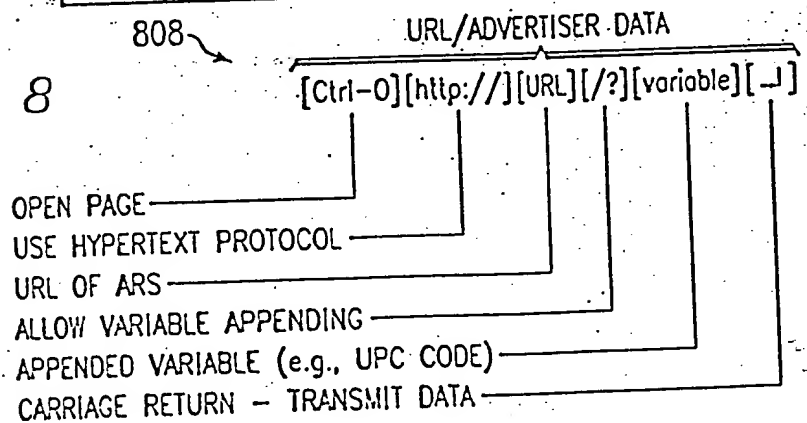 808
URL/ADVERTISER DATA
8
[Ctrl-O][http://][URL][/?][variable][↵]
OPEN PAGE
USE HYPERTEXT PROTOCOL
URL OF ARS
ALLOW VARIABLE APPENDING
APPENDED VARIABLE (e.g., UPC CODE)
CARRIAGE RETURN – TRANSMIT DATA